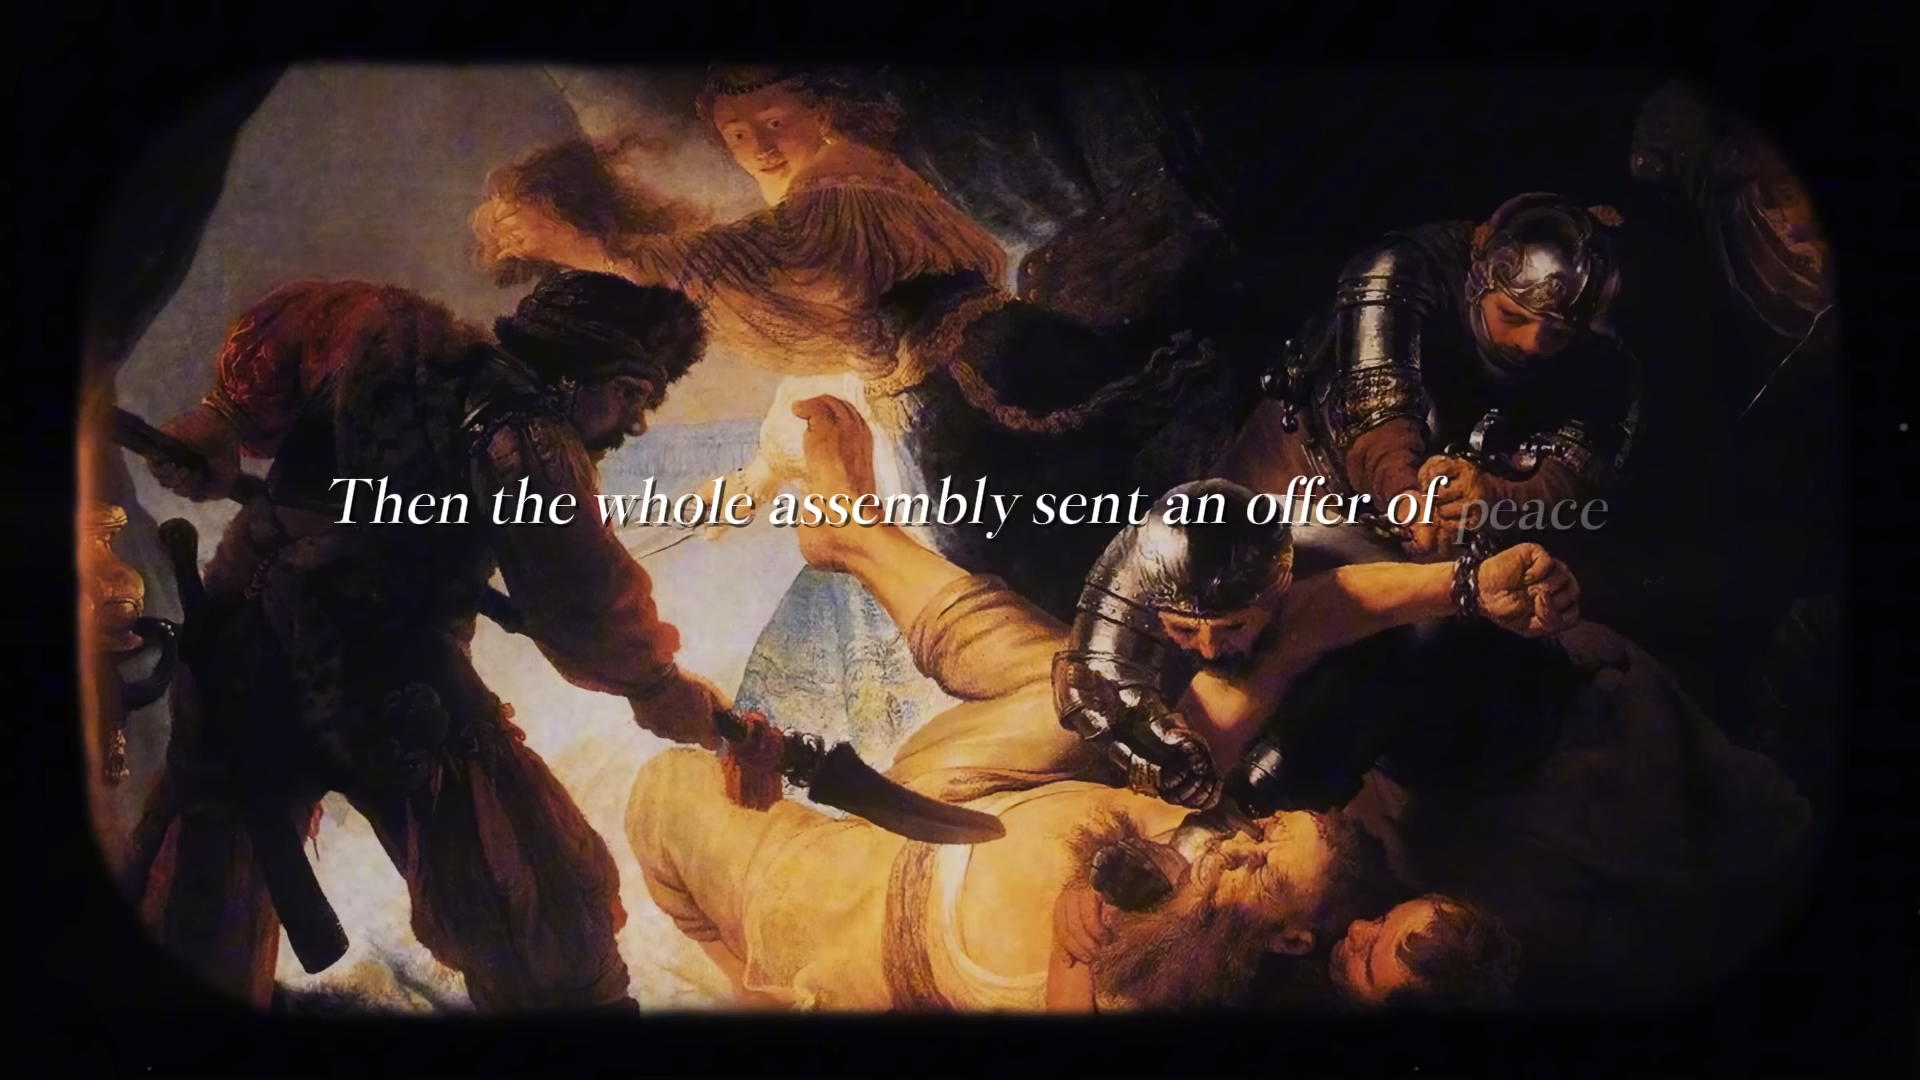 Then the whole assembly sent an offer of peace